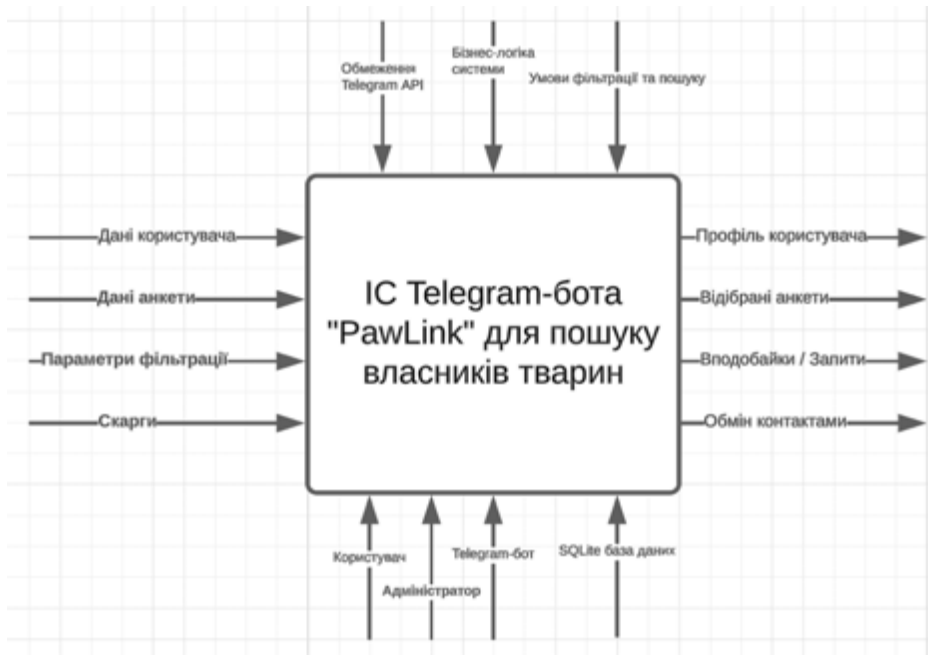 Обмеження
Telegram API
Бізнес-логіка
системи
Умови фільтрації та пошуку
Дані користувача
Дані анкети
Параметри фільтрації
Скарги
ІС Telegram-бота
"PawLink" для пошуку
власників тварин
Профіль користувача
Відібрані анкети
Вподобайки / Запити
Обмін контактами
Користувач
Адміністратор
Telegram-бот
SQLite база даних